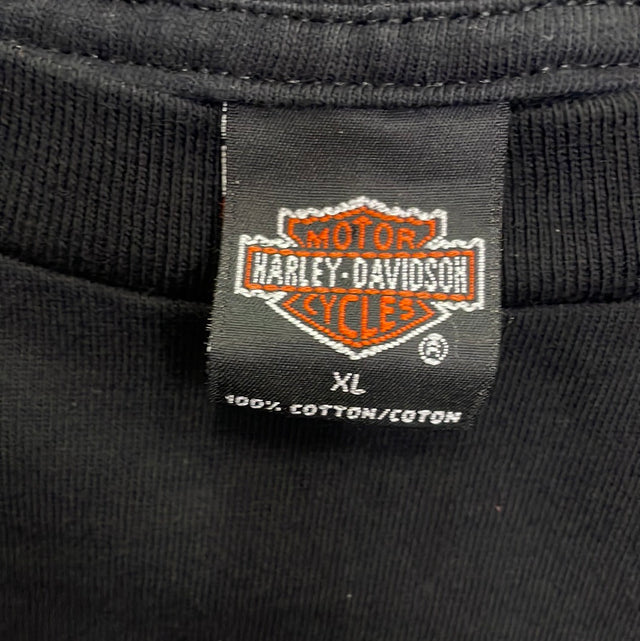 MOTOR
HARLEY-DAVIDSON
CYCLES
®
XL
100% COTTON/COTON